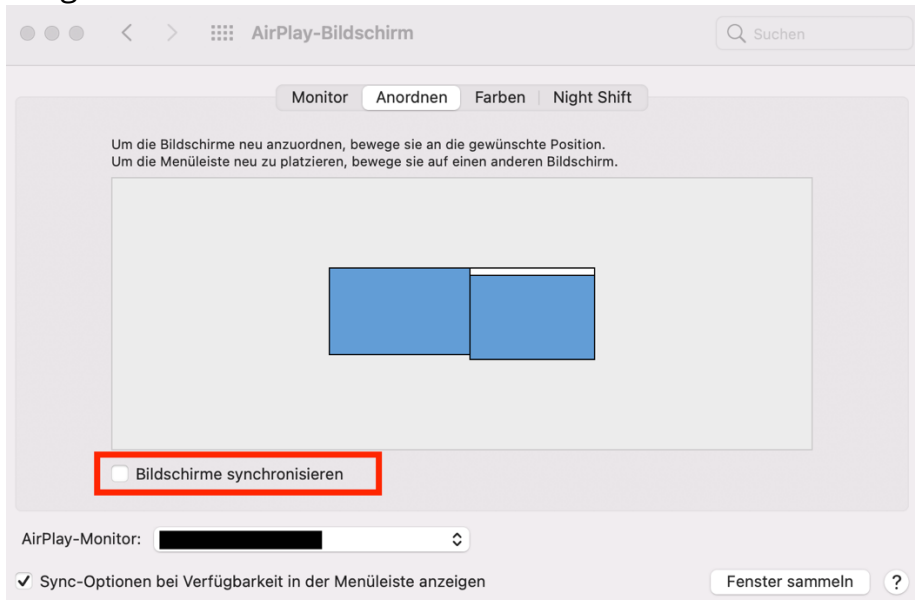 AirPlay-Bildschirm
Suchen
Monitor Anordnen Farben Night Shift
Um die Bildschirme neu anzuordnen, bewege sie an die gewünschte Position.
Um die Menüleiste neu zu platzieren, bewege sie auf einen anderen Bildschirm.
Bildschirme synchronisieren
AirPlay-Monitor:
Sync-Optionen bei Verfügbarkeit in der Menüleiste anzeigen
Fenster sammeln ?